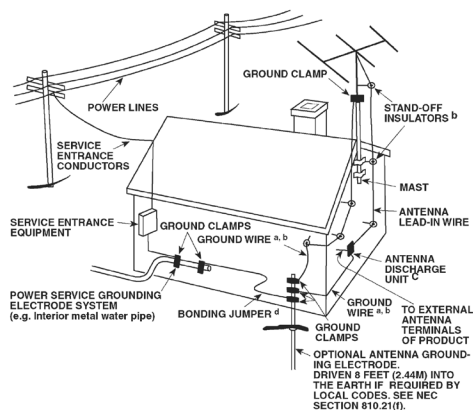 GROUND CLAMP
POWER LINES
STAND-OFF
INSULATORS b
SERVICE
ENTRANCE
CONDUCTORS
MAST
ANTENNA
LEAD-IN WIRE
SERVICE ENTRANCE
EQUIPMENT
GROUND CLAMPS
GROUND WIRE a, b
ANTENNA
DISCHARGE
UNIT C
POWER SERVICE GROUNDING
ELECTRODE SYSTEM
(e.g. Interior metal water pipe)
BONDING JUMPER d
GROUND
WIRE a, b
TO EXTERNAL
ANTENNA
TERMINALS
OF PRODUCT
GROUND
CLAMPS
OPTIONAL ANTENNA GROUND-
ING ELECTRODE.
DRIVEN 8 FEET (2.44M) INTO
THE EARTH IF REQUIRED BY
LOCAL CODES. SEE NEC
SECTION 810.21(f).